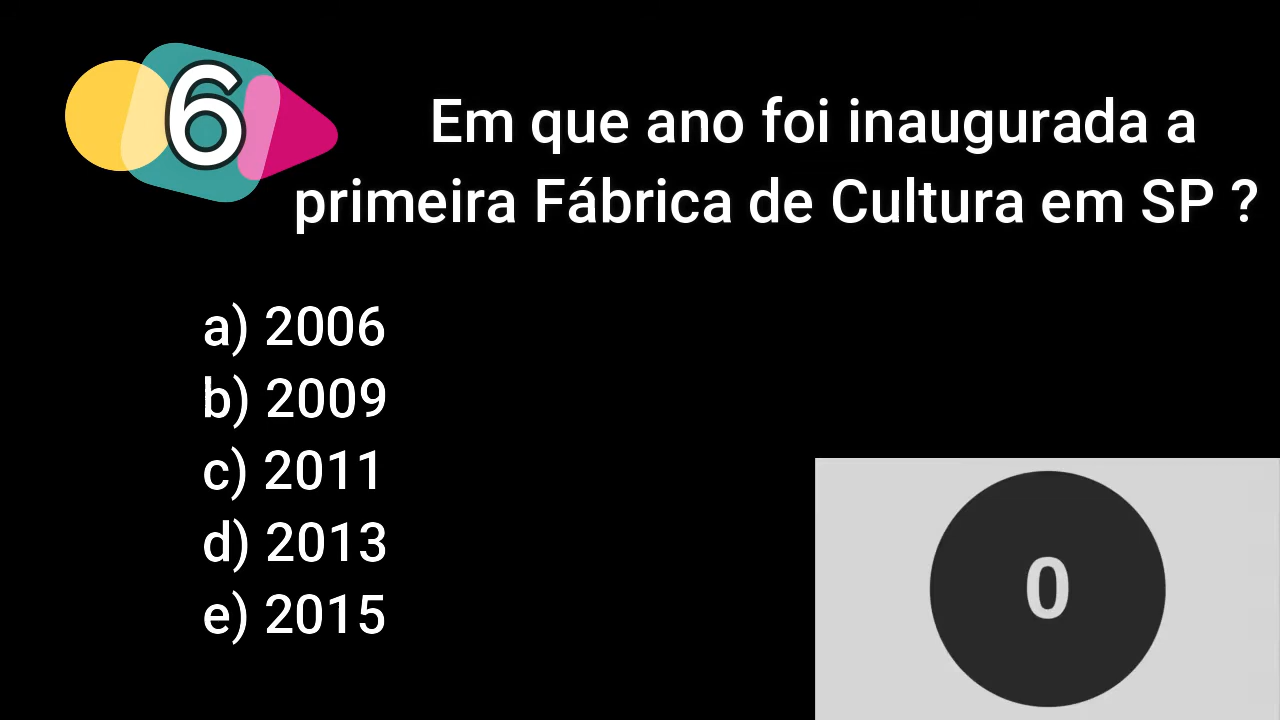 6
Em que ano foi inaugurada a
primeira Fábrica de Cultura em SP ?
a) 2006
b) 2009
c) 2011
d) 2013
e) 2015
0